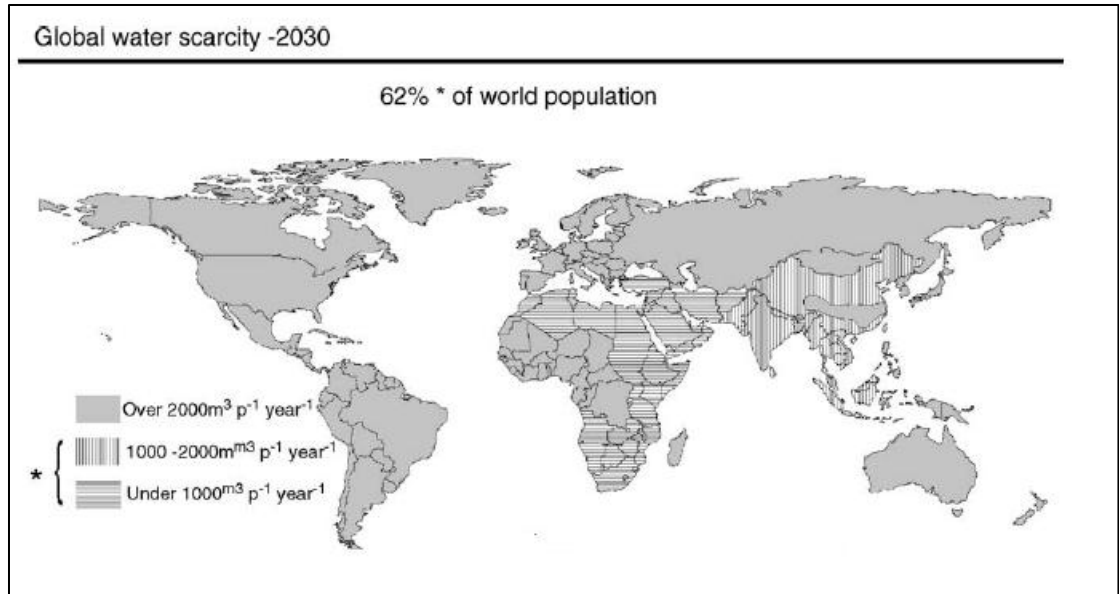 Global water scarcity -2030
62% * of world population
Over 2000m³ p⁻¹ year⁻¹
1000 -2000mᵐ³ p⁻¹ year⁻¹
*
Under 1000ᵐ³ p⁻¹ year⁻¹